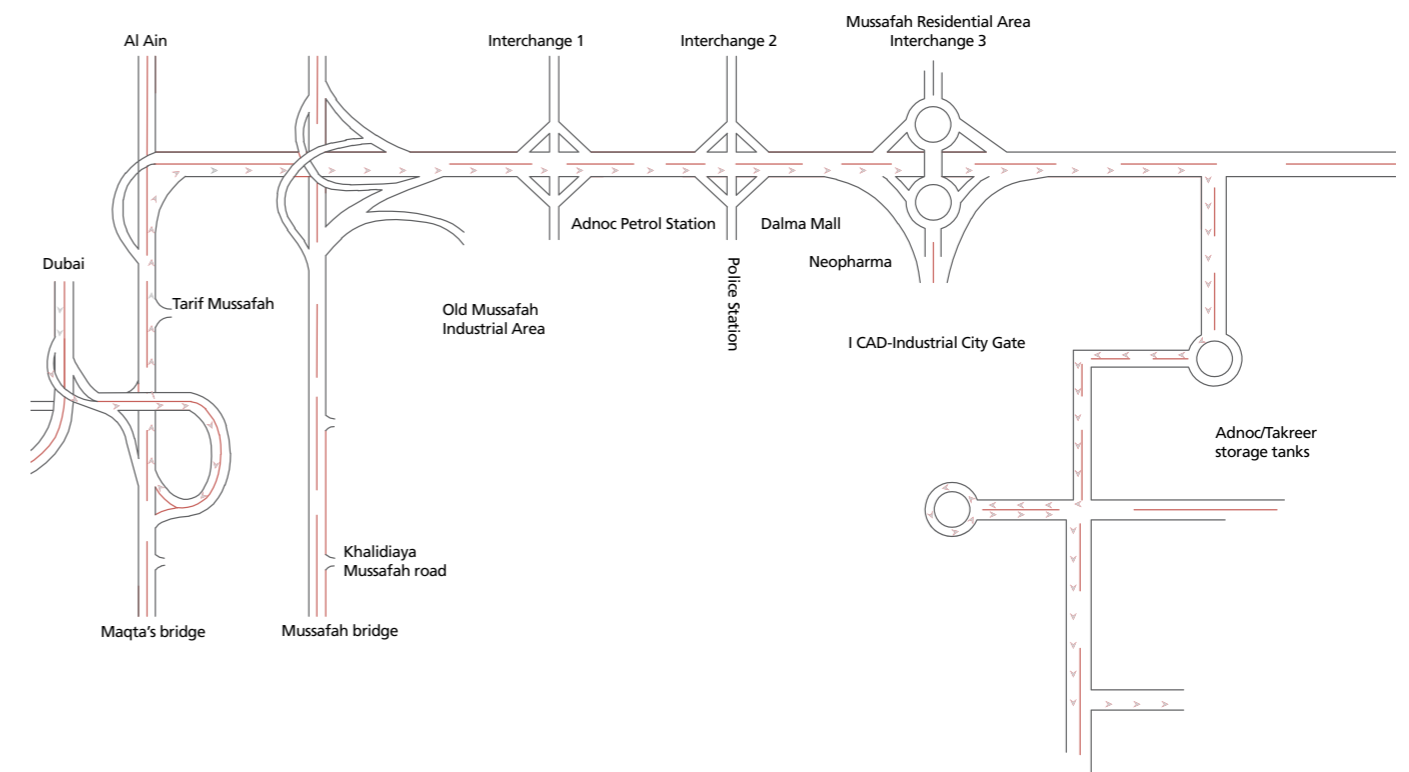 Mussafah Residential Area
Al Ain
Interchange 1
Interchange 2
Interchange 3
Adnoc Petrol Station
Dalma Mall
Dubai
Neopharma
Police Station
Tarif Mussafah
Old Mussafah
Industrial Area
I CAD-Industrial City Gate
Adnoc/Takreer
storage tanks
Khalidiaya
Mussafah road
Maqta's bridge
Mussafah bridge